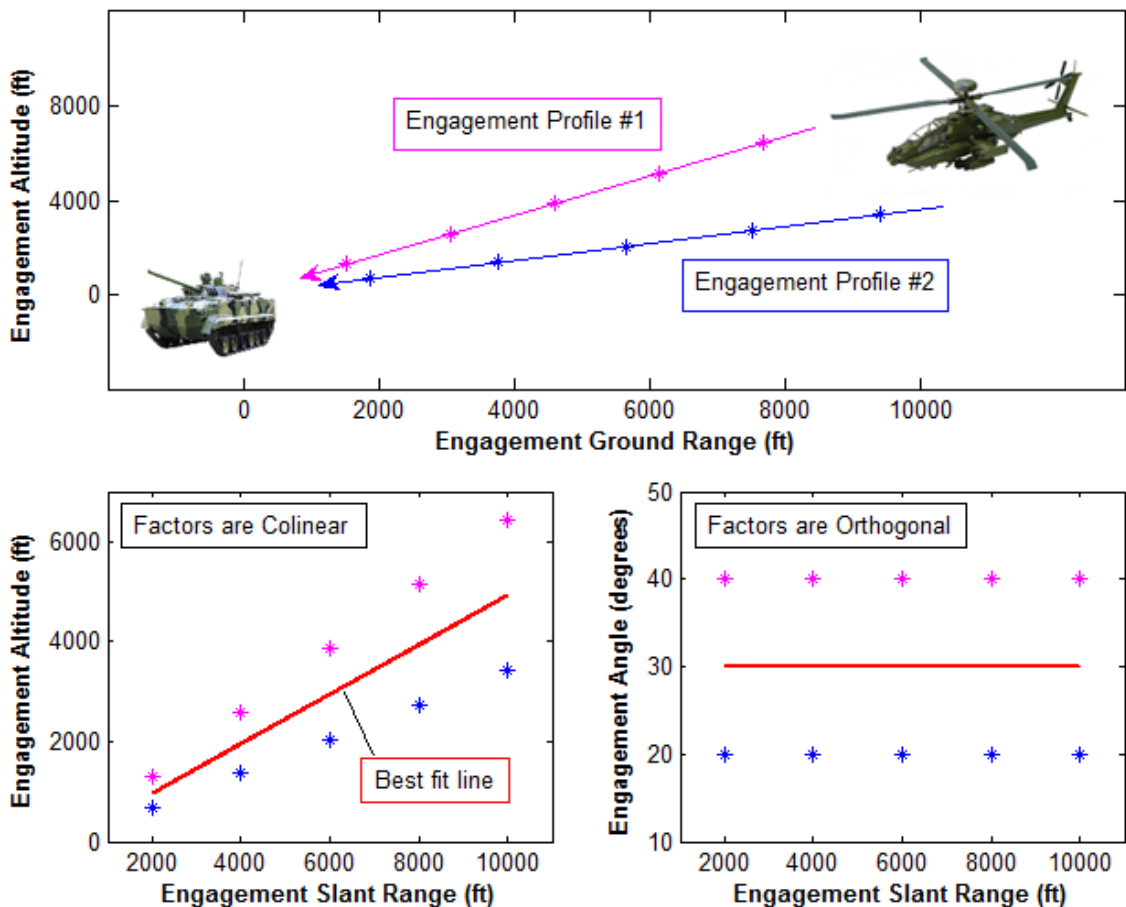 Engagement Altitude (ft)
8000
4000
0
Engagement Profile #1
Engagement Profile #2
0 2000 4000 6000 8000 10000
Engagement Ground Range (ft)
Engagement Altitude (ft)
6000
4000
2000
0
Factors are Colinear
Best fit line
2000 4000 6000 8000 10000
Engagement Slant Range (ft)
Engagement Angle (degrees)
50
40
30
20
10
Factors are Orthogonal
2000 4000 6000 8000 10000
Engagement Slant Range (ft)